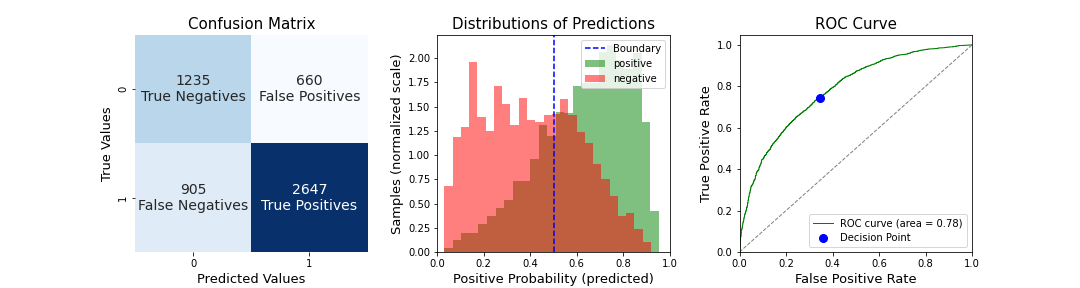 Confusion Matrix
1235
True Negatives
660
False Positives
905
False Negatives
2647
True Positives
True Values
0
1
0
1
Predicted Values
Distributions of Predictions
Boundary
positive
negative
Samples (normalized scale)
2.00
1.75
1.50
1.25
1.00
0.75
0.50
0.25
0.00
0.0
0.2
0.4
0.6
0.8
1.0
Positive Probability (predicted)
ROC Curve
True Positive Rate
1.0
0.8
0.6
0.4
0.2
0.0
ROC curve (area = 0.78)
Decision Point
0.0
0.2
0.4
0.6
0.8
1.0
False Positive Rate